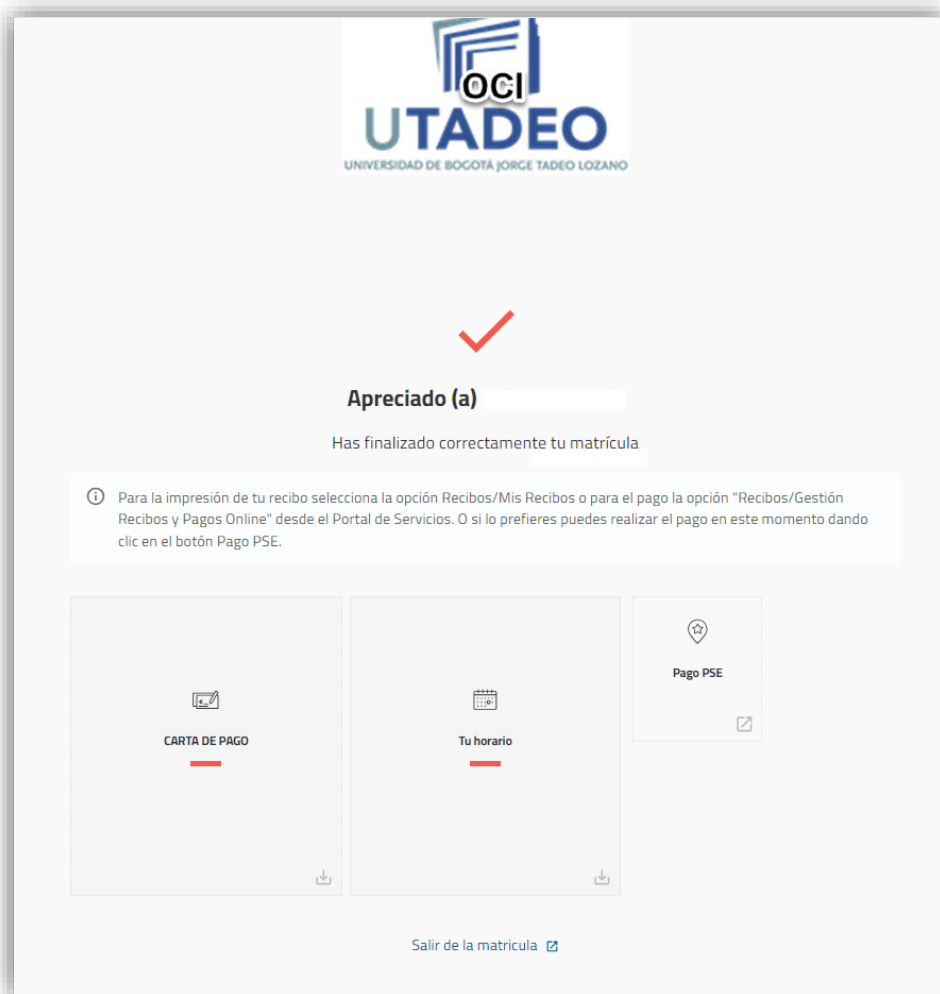 OCI
UTADEO
UNIVERSIDAD DE BOGOTÁ JORGE TADEO LOZANO
Apreciado (a)
Has finalizado correctamente tu matrícula
Para la impresión de tu recibo selecciona la opción Recibos/Mis Recibos o para el pago la opción "Recibos/Gestión
Recibos y Pagos Online" desde el Portal de Servicios. O si lo prefieres puedes realizar el pago en este momento dando
clic en el botón Pago PSE.
CARTA DE PAGO
Tu horario
Pago PSE
Salir de la matricula